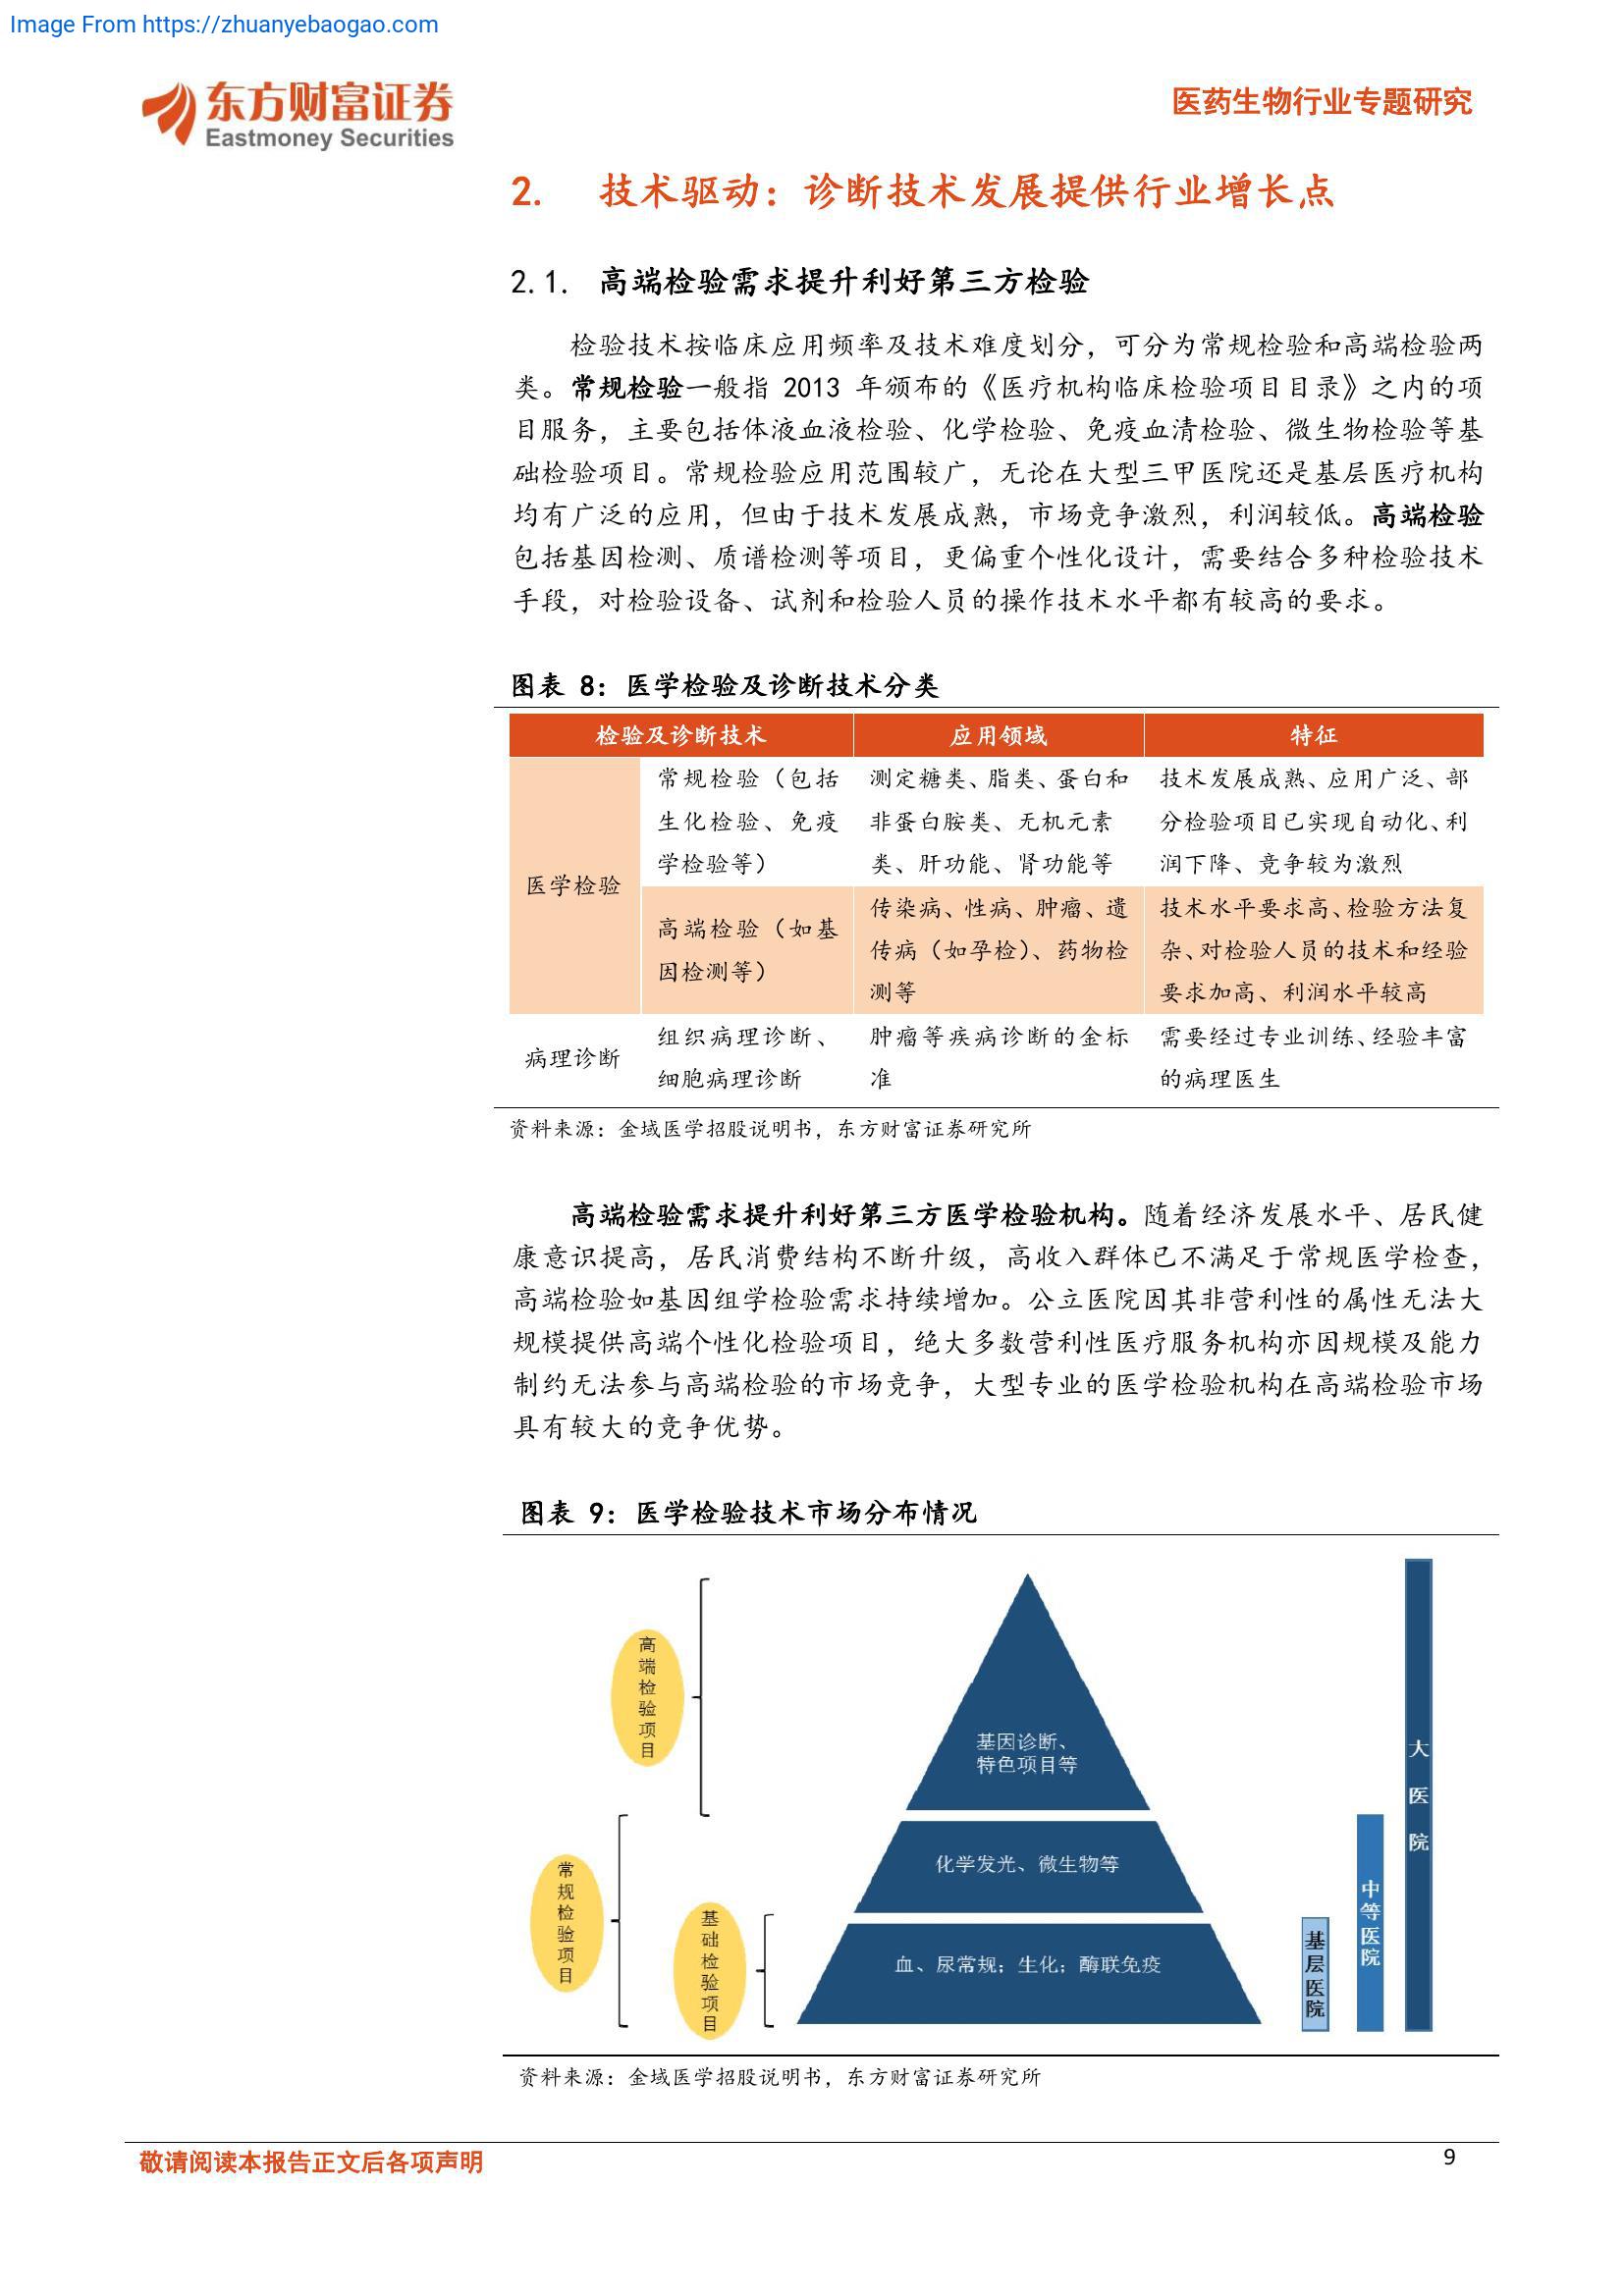 Image From https://zhuanyebaogao.com
东方财富证券
Eastmoney Securities
医药生物行业专题研究
2. 技术驱动：诊断技术发展提供行业增长点
2.1. 高端检验需求提升利好第三方检验
检验技术按临床应用频率及技术难度划分，可分为常规检验和高端检验两
类。常规检验一般指 2013 年颁布的《医疗机构临床检验项目目录》之内的项
目服务，主要包括体液血液检验、化学检验、免疫血清检验、微生物检验等基
础检验项目。常规检验应用范围较广，无论在大型三甲医院还是基层医疗机构
均有广泛的应用，但由于技术发展成熟，市场竞争激烈，利润较低。高端检验
包括基因检测、质谱检测等项目，更偏重个性化设计，需要结合多种检验技术
手段，对检验设备、试剂和检验人员的操作技术水平都有较高的要求。
图表 8：医学检验及诊断技术分类
检验及诊断技术 应用领域 特征
医学检验
常规检验（包括
生化检验、免疫
学检验等）
测定糖类、脂类、蛋白和
非蛋白胺类、无机元素
类、肝功能、肾功能等
技术发展成熟、应用广泛、部
分检验项目已实现自动化、利
润下降、竞争较为激烈
高端检验（如基
因检测等）
传染病、性病、肿瘤、遗
传病（如孕检）、药物检
测等
技术水平要求高、检验方法复
杂、对检验人员的技术和经验
要求加高、利润水平较高
病理诊断
组织病理诊断、
细胞病理诊断
肿瘤等疾病诊断的金标
准
需要经过专业训练、经验丰富
的病理医生
资料来源：金域医学招股说明书，东方财富证券研究所
高端检验需求提升利好第三方医学检验机构。随着经济发展水平、居民健
康意识提高，居民消费结构不断升级，高收入群体已不满足于常规医学检查，
高端检验如基因组学检验需求持续增加。公立医院因其非营利性的属性无法大
规模提供高端个性化检验项目，绝大多数营利性医疗服务机构亦因规模及能力
制约无法参与高端检验的市场竞争，大型专业的医学检验机构在高端检验市场
具有较大的竞争优势。
图表 9：医学检验技术市场分布情况
高端检验项目
常规检验项目
基础检验项目
基因诊断、
特色项目等
化学发光、微生物等
血、尿常规；生化；酶联免疫
基层医院
中等医院
大医院
资料来源：金域医学招股说明书，东方财富证券研究所
敬请阅读本报告正文后各项声明
9